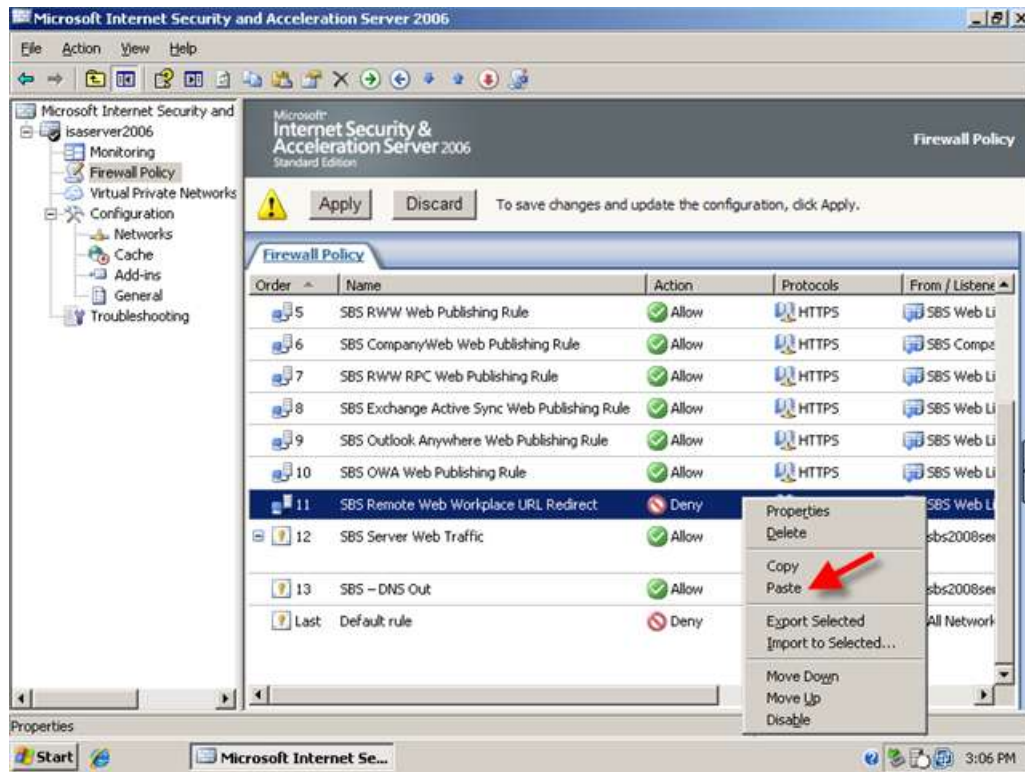 Microsoft Internet Security and Acceleration Server 2006
File Action View Help
Microsoft Internet Security and
isaserver2006
Monitoring
Firewall Policy
Virtual Private Networks
Configuration
Networks
Cache
Add-ins
General
Troubleshooting
Microsoft
Internet Security &
Acceleration Server 2006
Standard Edition
Firewall Policy
Apply Discard To save changes and update the configuration, click Apply.
Firewall Policy
Order Name Action Protocols From / Listene
5 SBS RWW Web Publishing Rule Allow HTTPS SBS Web Li
6 SBS CompanyWeb Web Publishing Rule Allow HTTPS SBS Compa
7 SBS RWW RPC Web Publishing Rule Allow HTTPS SBS Web Li
8 SBS Exchange Active Sync Web Publishing Rule Allow HTTPS SBS Web Li
9 SBS Outlook Anywhere Web Publishing Rule Allow HTTPS SBS Web Li
10 SBS OWA Web Publishing Rule Allow HTTPS SBS Web Li
11 SBS Remote Web Workplace URL Redirect Deny SBS Web Li
12 SBS Server Web Traffic Allow sbs2008ser
13 SBS – DNS Out Allow sbs2008ser
Last Default rule Deny All Network
Properties
Delete
Copy
Paste
Export Selected
Import to Selected...
Move Down
Move Up
Disable
Properties
Start Microsoft Internet Se... 3:06 PM